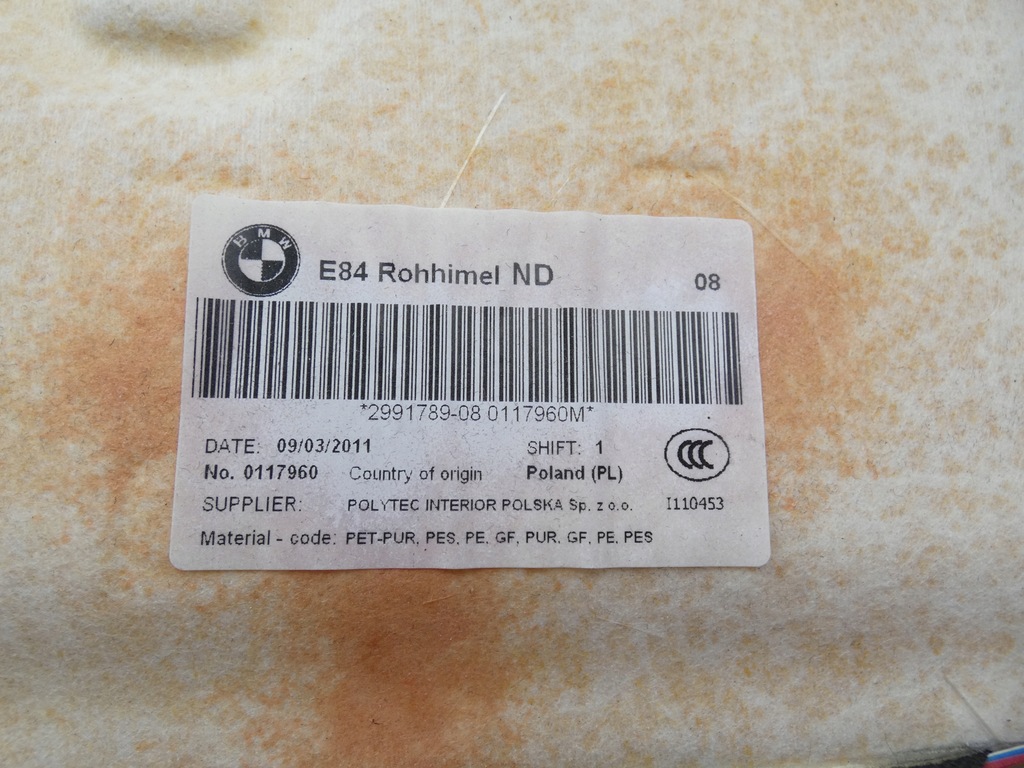 BMW
E84 Rohhimel ND 08
*2991789-08 0117960M*
DATE: 09/03/2011 SHIFT: 1
No. 0117960 Country of origin Poland (PL)
CCC
SUPPLIER: POLYTEC INTERIOR POLSKA Sp. z o.o. I110453
Material - code: PET-PUR, PES, PE, GF, PUR, GF, PE, PES